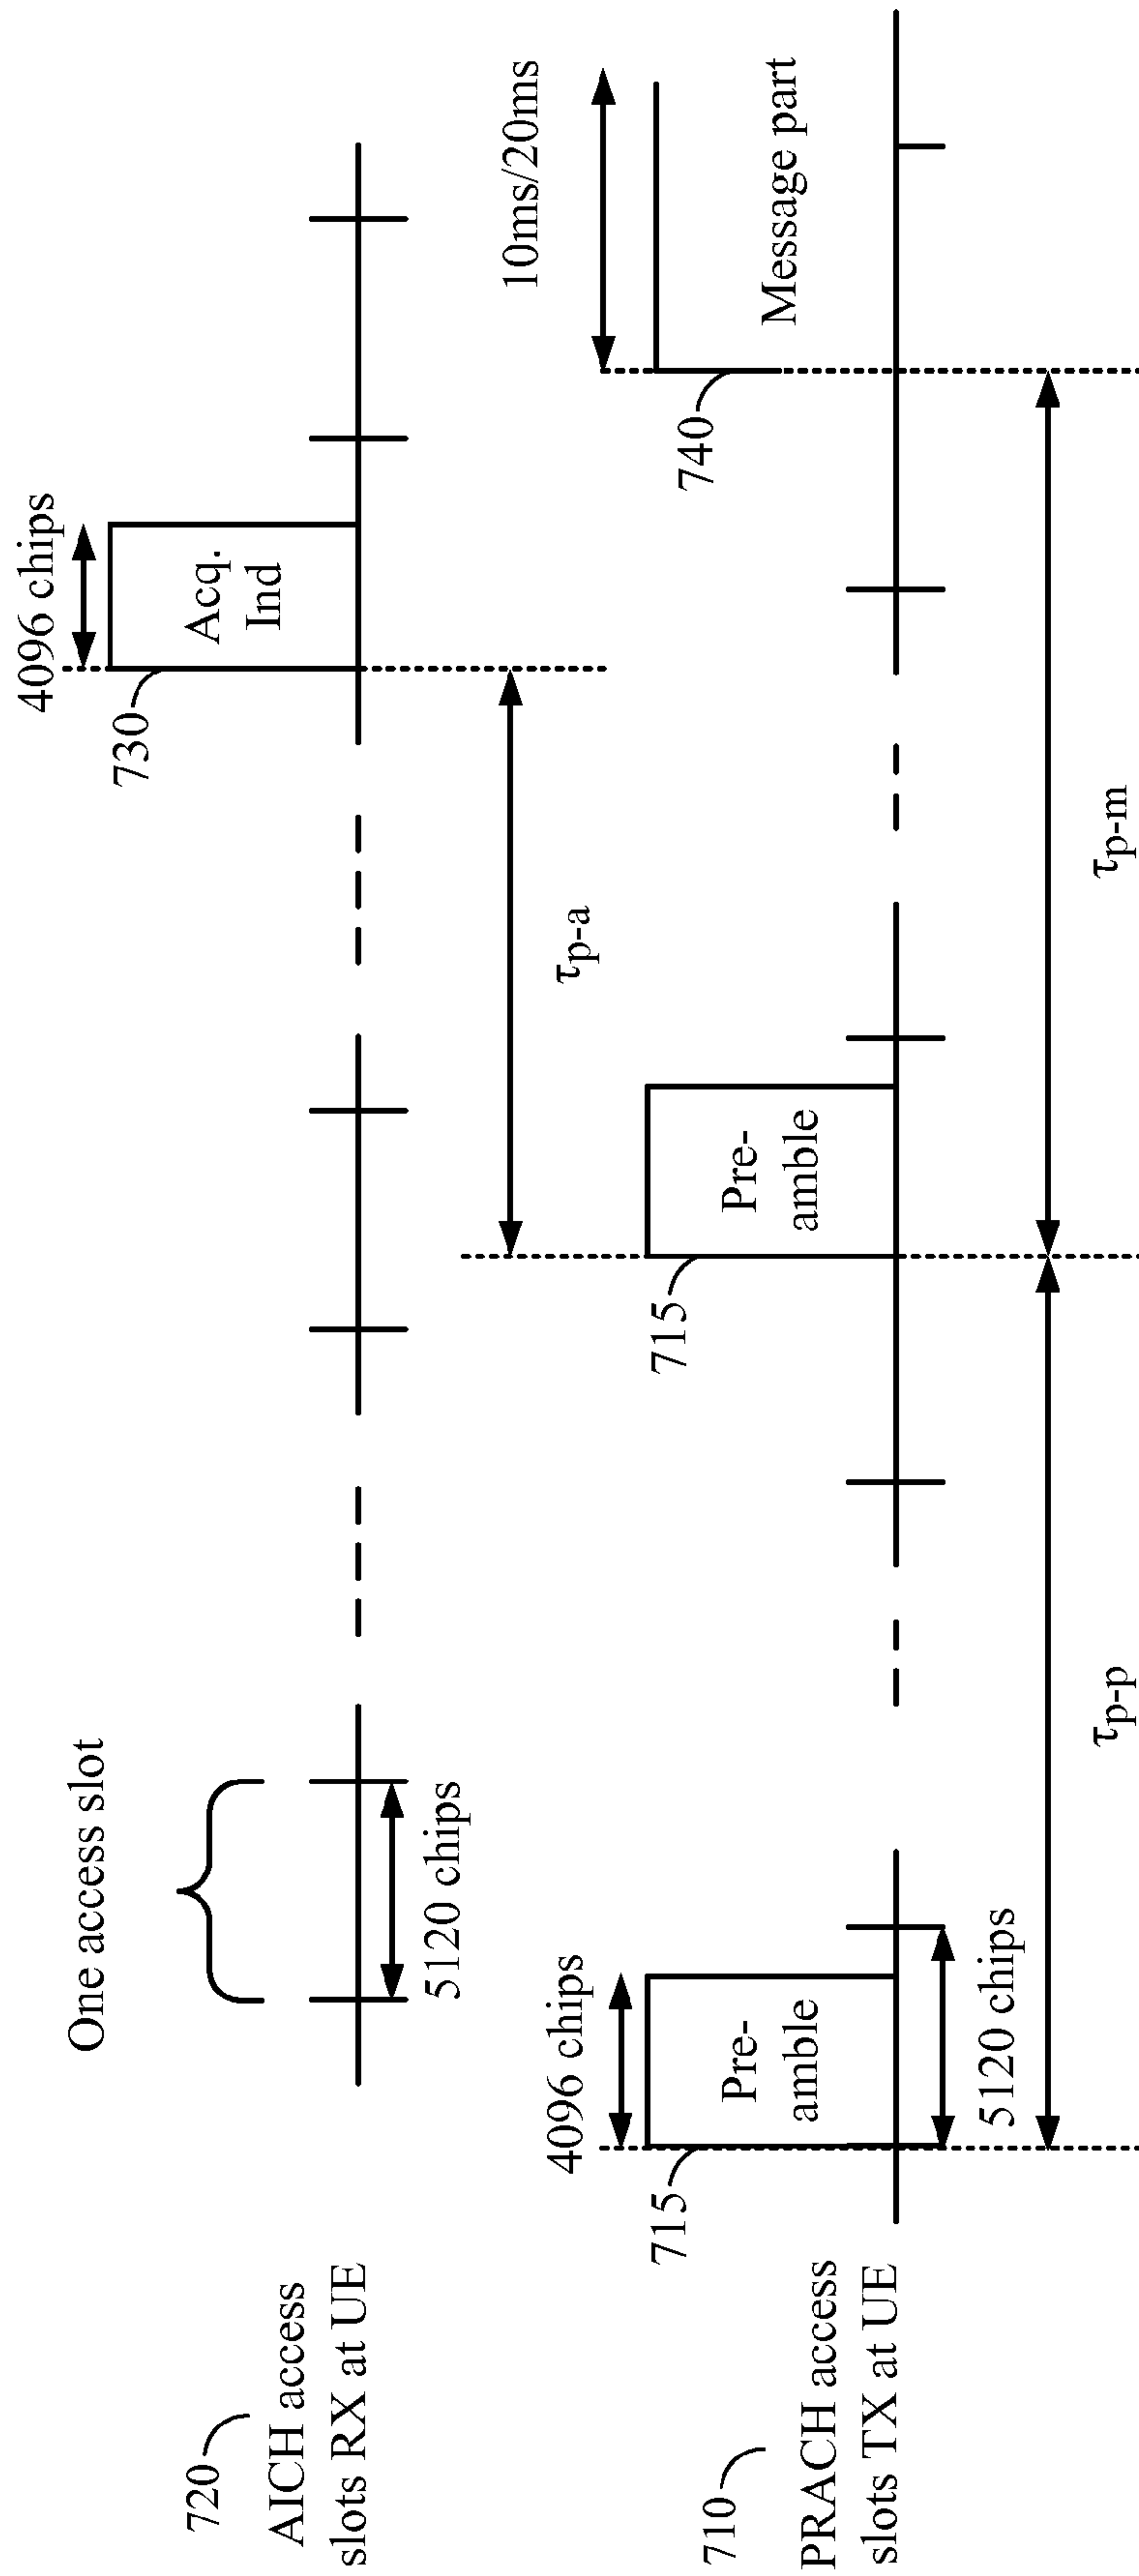 One access slot
4096 chips
730
Acq.
Ind
720
AICH access
slots RX at UE
5120 chips
τp-a
10ms/20ms
4096 chips
715
Pre-
amble
715
Pre-
amble
740
Message part
710
PRACH access
slots TX at UE
5120 chips
τp-p
τp-m